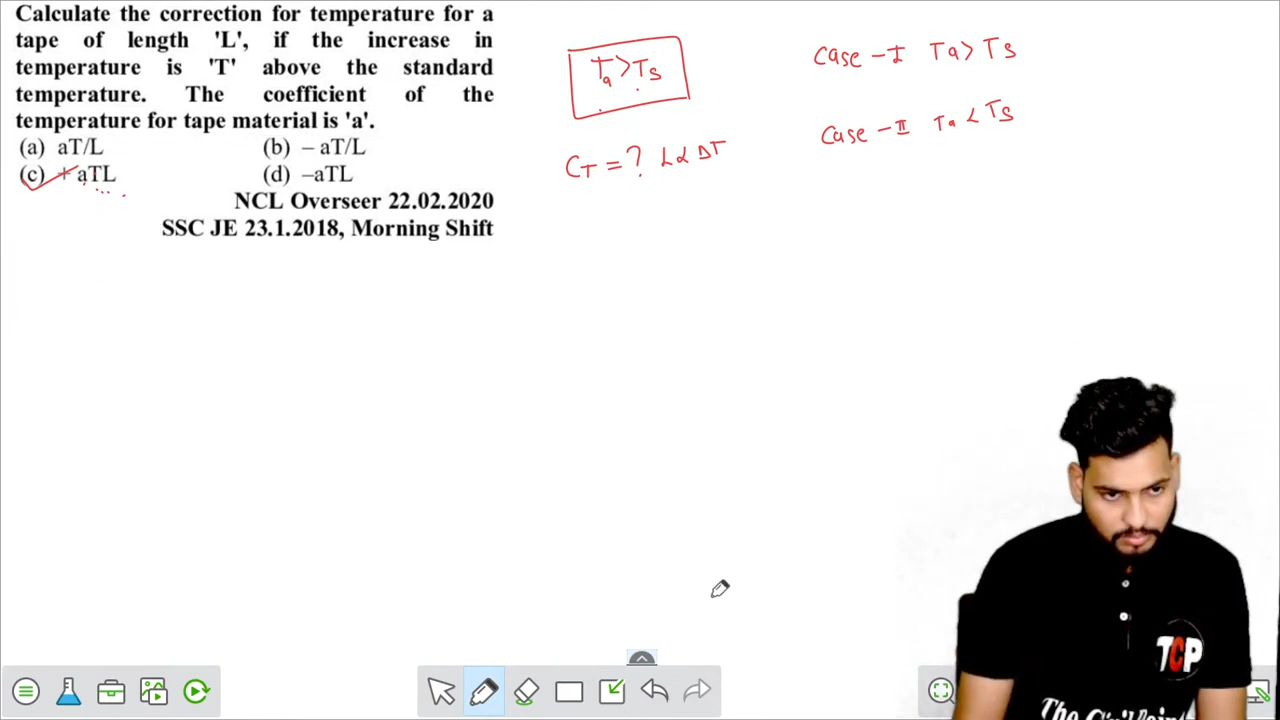 Calculate the correction for temperature for a
tape of length 'L', if the increase in
temperature is 'T' above the standard
temperature. The coefficient of the
temperature for tape material is 'a'.
(a) aT/L (b) – aT/L
(c) + aTL (d) –aTL
NCL Overseer 22.02.2020
SSC JE 23.1.2018, Morning Shift
Ta > Ts
CT = ? Lα ΔT
Case - I Ta > Ts
Case - II Ta < Ts
TCP
The Civil Point